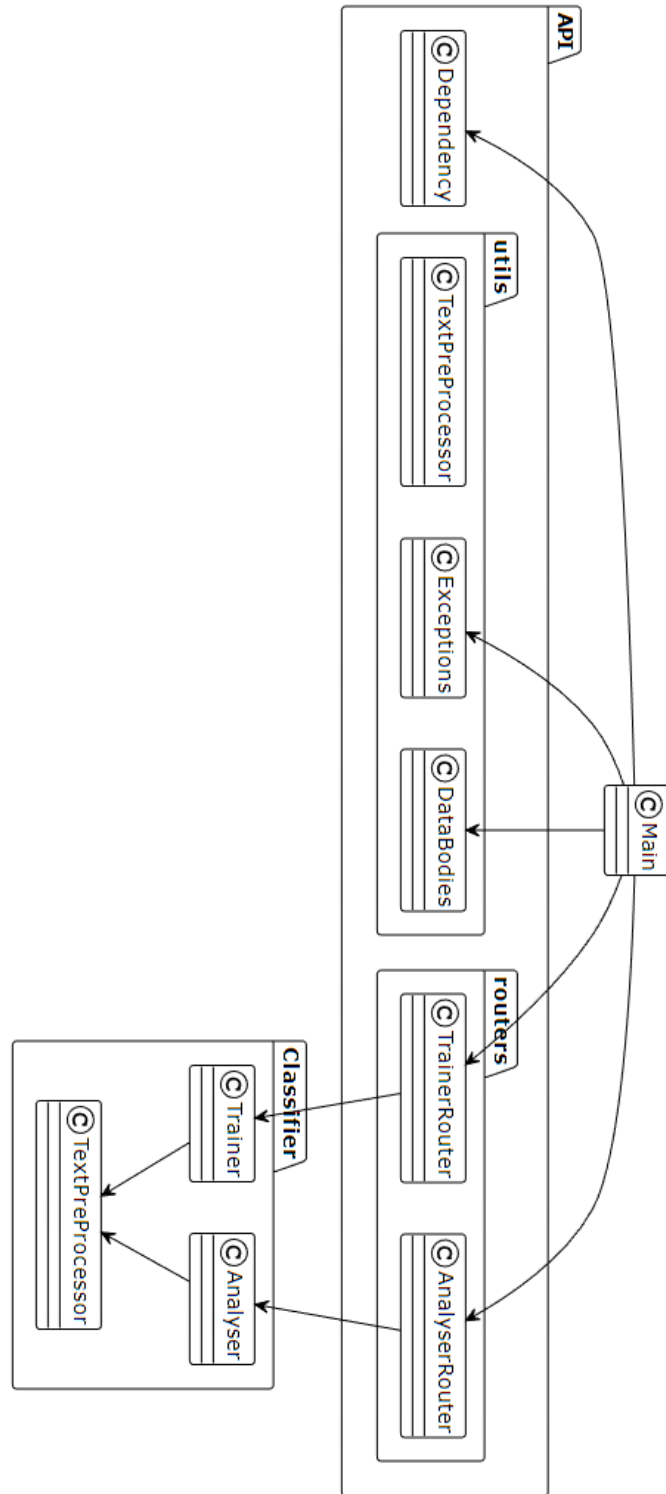 Main
API
Dependency
utils
TextPreProcessor
Exceptions
DataBodies
routers
TrainerRouter
AnalyserRouter
Classifier
Trainer
Analyser
TextPreProcessor